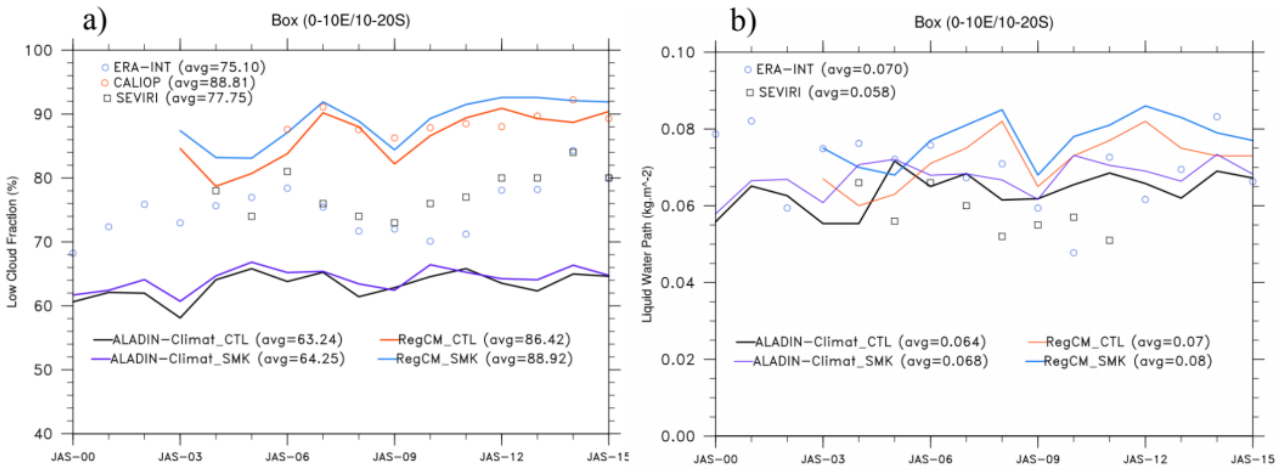 a)
Box (0-10E/10-20S)
Low Cloud Fraction (%)
100
90
80
70
60
50
40
ERA-INT (avg=75.10)
CALIOP (avg=88.81)
SEVIRI (avg=77.75)
ALADIN-Climat_CTL (avg=63.24)
RegCM_CTL (avg=86.42)
ALADIN-Climat_SMK (avg=64.25)
RegCM_SMK (avg=88.92)
JAS-00 JAS-03 JAS-06 JAS-09 JAS-12 JAS-15
b)
Box (0-10E/10-20S)
Liquid Water Path (kg.m^-2)
0.10
0.08
0.06
0.04
0.02
0.00
ERA-INT (avg=0.070)
SEVIRI (avg=0.058)
ALADIN-Climat_CTL (avg=0.064)
RegCM_CTL (avg=0.07)
ALADIN-Climat_SMK (avg=0.068)
RegCM_SMK (avg=0.08)
JAS-00 JAS-03 JAS-06 JAS-09 JAS-12 JAS-15